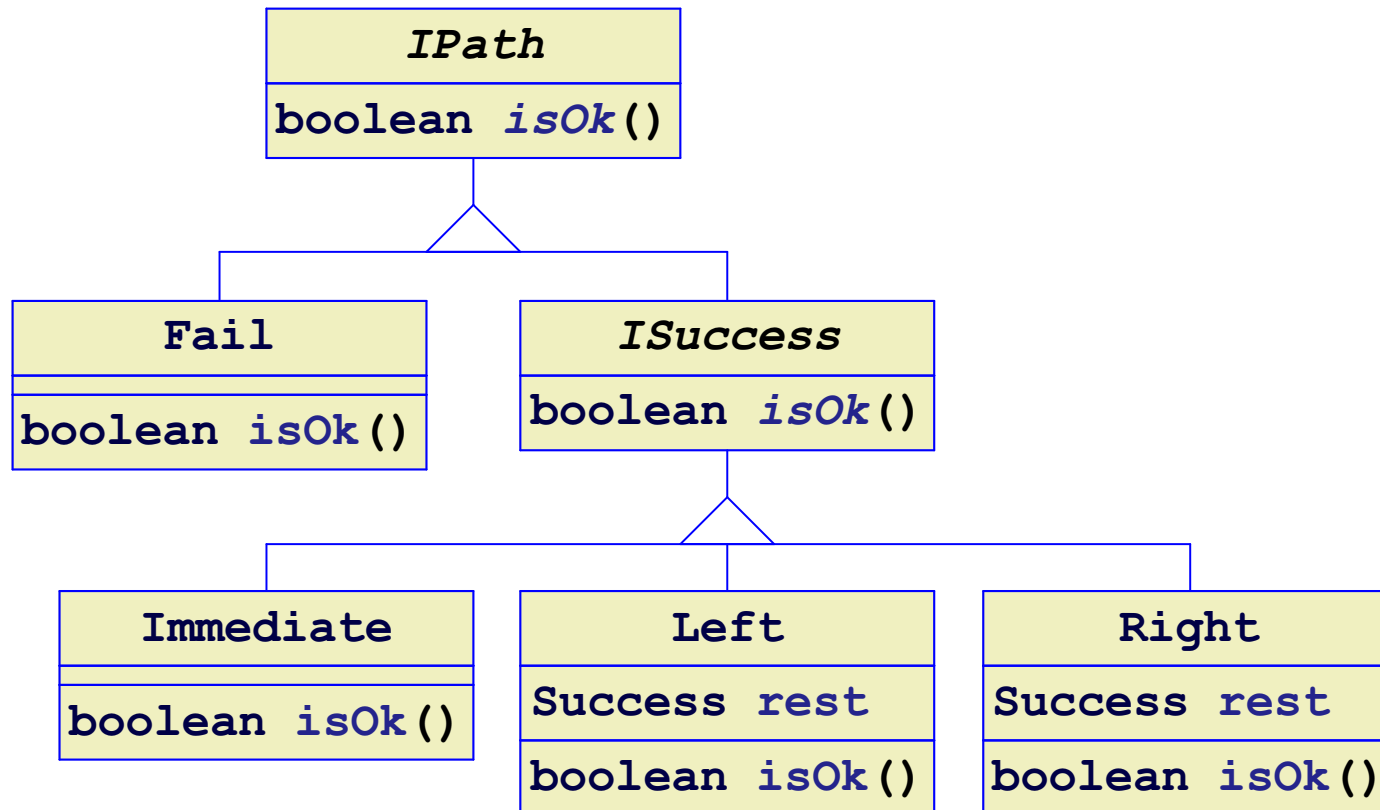 IPath
boolean isOk()
Fail
boolean isOk()
ISuccess
boolean isOk()
Immediate
boolean isOk()
Left
Success rest
boolean isOk()
Right
Success rest
boolean isOk()